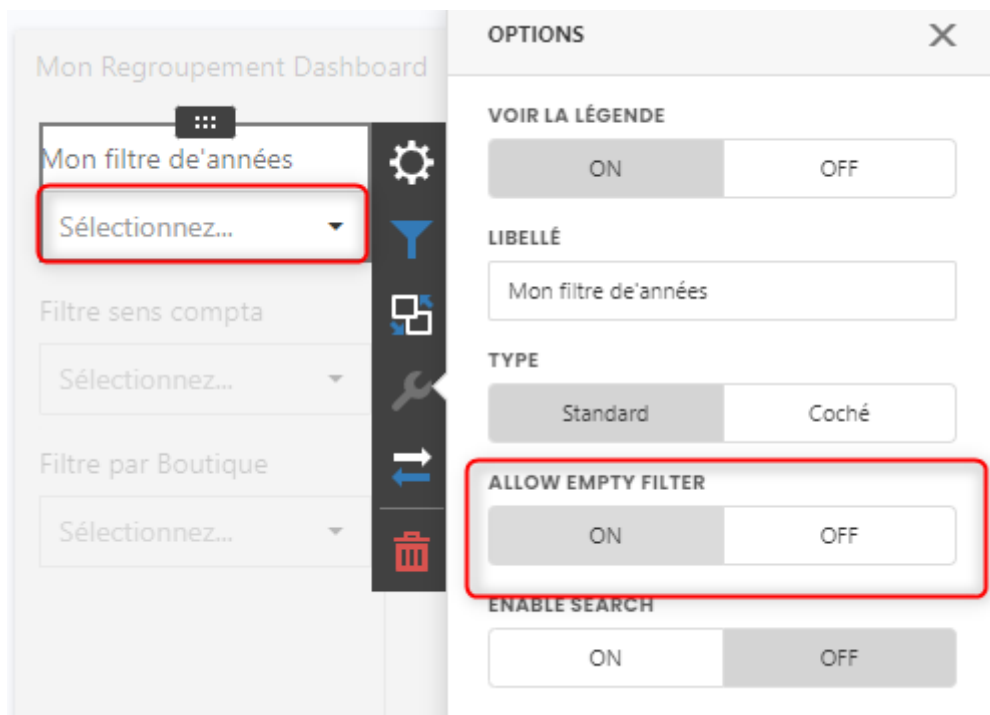 Mon Regroupement Dashboard
Mon filtre de'années
Sélectionnez...
Filtre sens compta
Sélectionnez...
Filtre par Boutique
Sélectionnez...
OPTIONS
VOIR LA LÉGENDE
ON OFF
LIBELLÉ
Mon filtre de'années
TYPE
Standard Coché
ALLOW EMPTY FILTER
ON OFF
ENABLE SEARCH
ON OFF